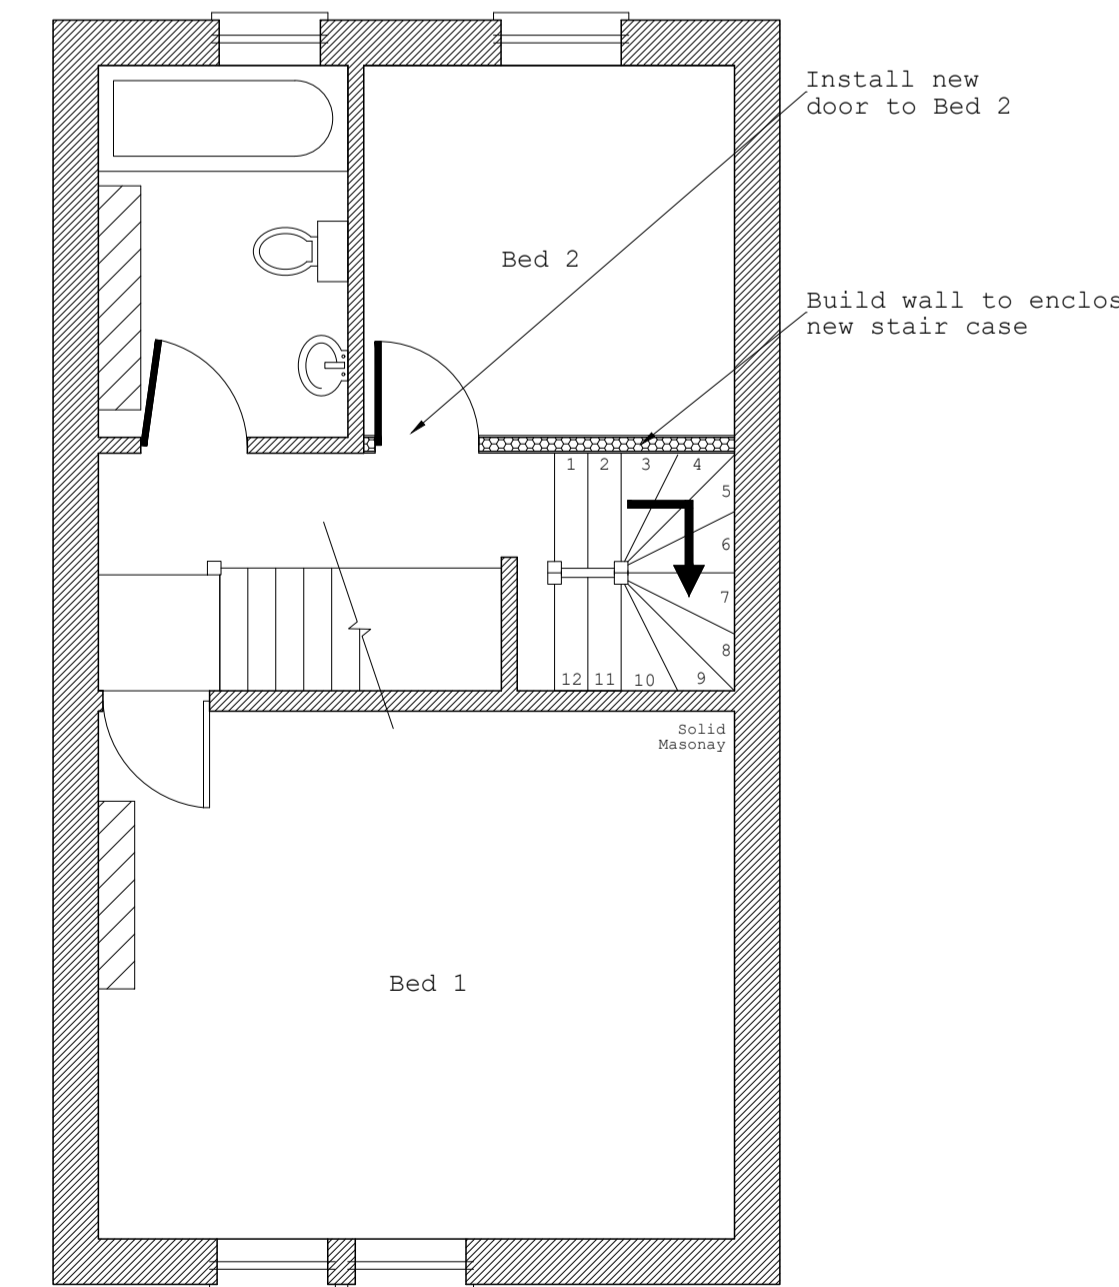 Install new
door to Bed 2
Bed 2
Build wall to enclos
new stair case
1 2 3 4
5
6
7
8
12 11 10 9
Solid
Masonay
Bed 1